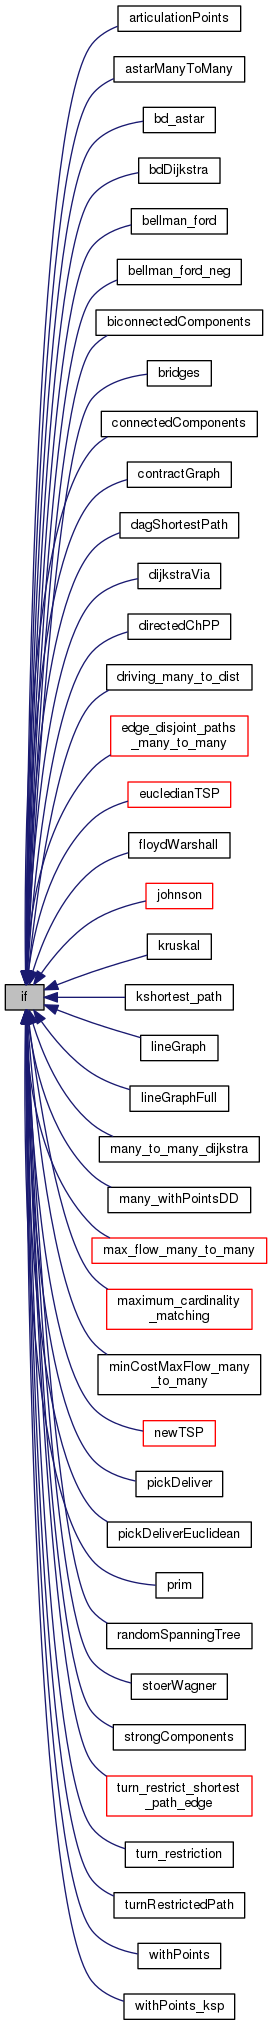 articulationPoints
astarManyToMany
bd_astar
bdDijkstra
bellman_ford
bellman_ford_neg
biconnectedComponents
bridges
connectedComponents
contractGraph
dagShortestPath
dijkstraVia
directedChPP
driving_many_to_dist
edge_disjoint_paths
_many_to_many
eucledianTSP
floydWarshall
johnson
kruskal
if
kshortest_path
lineGraph
lineGraphFull
many_to_many_dijkstra
many_withPointsDD
max_flow_many_to_many
maximum_cardinality
_matching
minCostMaxFlow_many
_to_many
newTSP
pickDeliver
pickDeliverEuclidean
prim
randomSpanningTree
stoerWagner
strongComponents
turn_restrict_shortest
_path_edge
turn_restriction
turnRestrictedPath
withPoints
withPoints_ksp